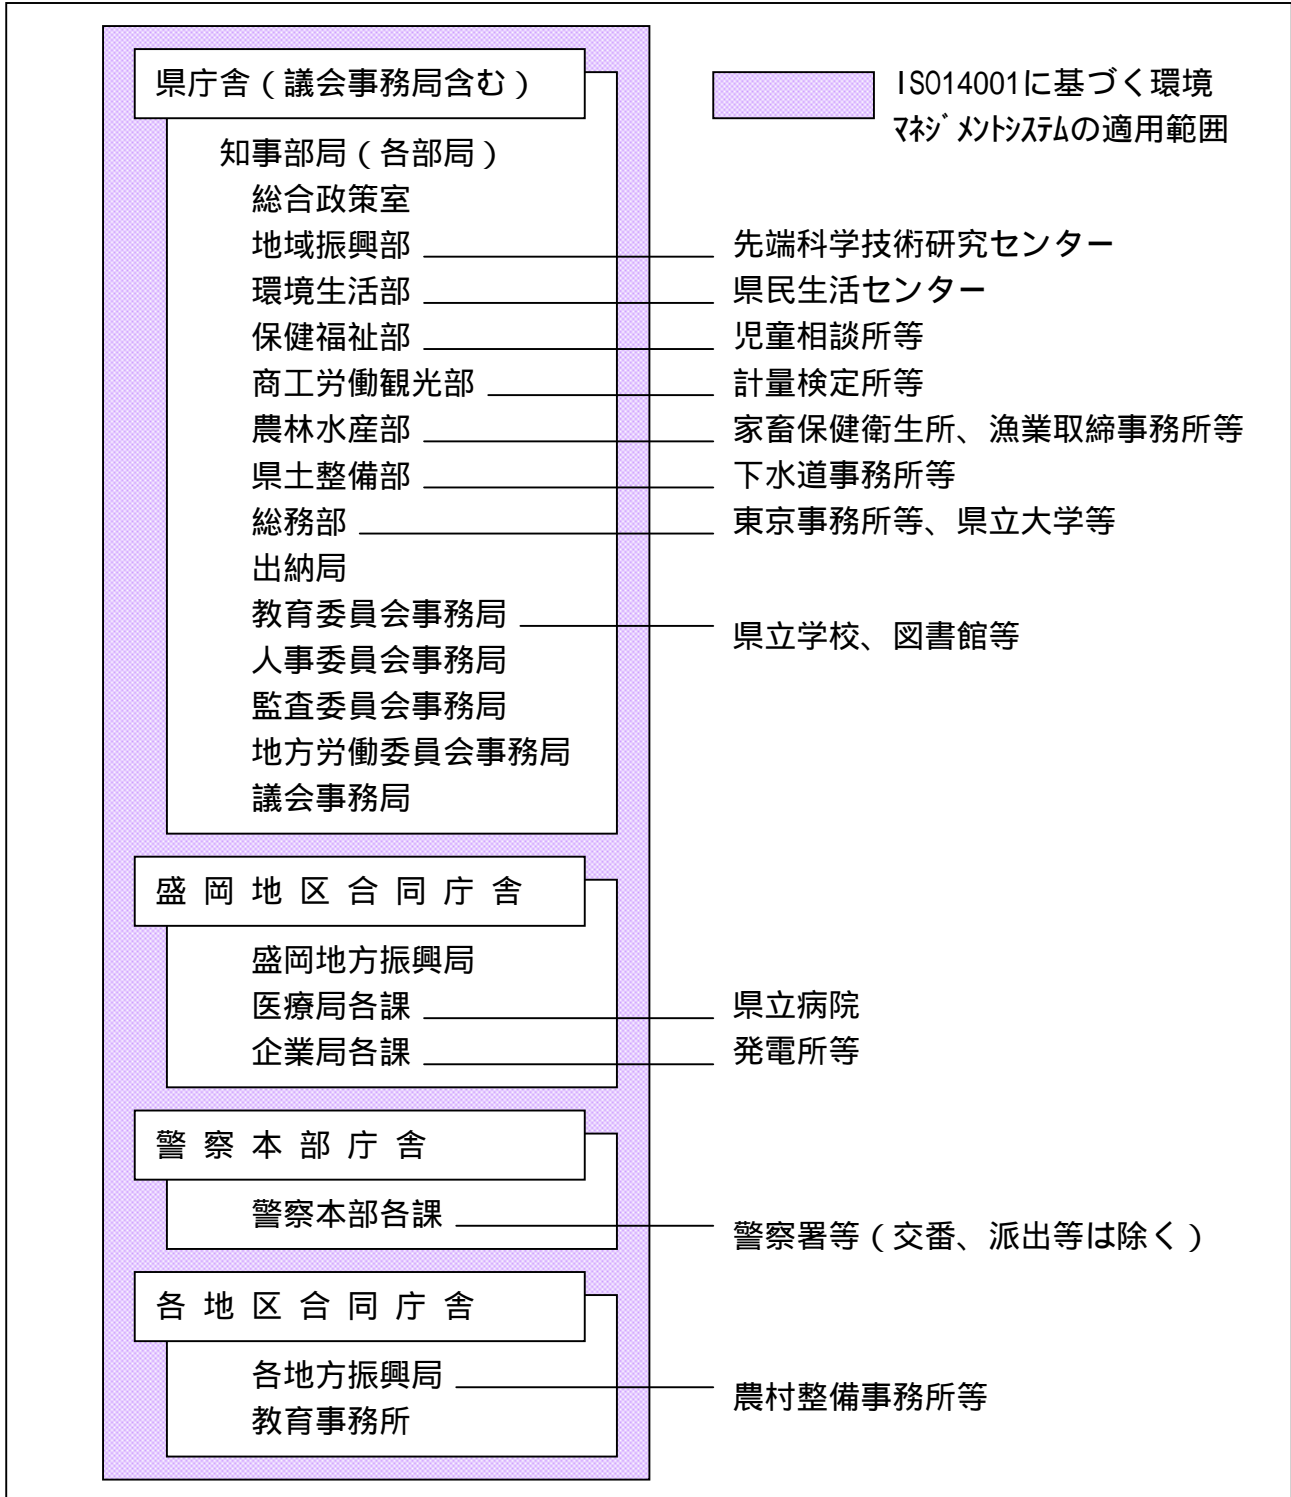 県庁舎（議会事務局含む）
ISO14001に基づく環境
ﾏﾈｼﾞﾒﾝﾄｼｽﾃﾑの適用範囲
知事部局（各部局）
総合政策室
地域振興部 先端科学技術研究センター
環境生活部 県民生活センター
保健福祉部 児童相談所等
商工労働観光部 計量検定所等
農林水産部 家畜保健衛生所、漁業取締事務所等
県土整備部 下水道事務所等
総務部 東京事務所等、県立大学等
出納局
教育委員会事務局 県立学校、図書館等
人事委員会事務局
監査委員会事務局
地方労働委員会事務局
議会事務局
盛岡地区合同庁舎
盛岡地方振興局
医療局各課 県立病院
企業局各課 発電所等
警察本部庁舎
警察本部各課 警察署等（交番、派出等は除く）
各地区合同庁舎
各地方振興局 農村整備事務所等
教育事務所